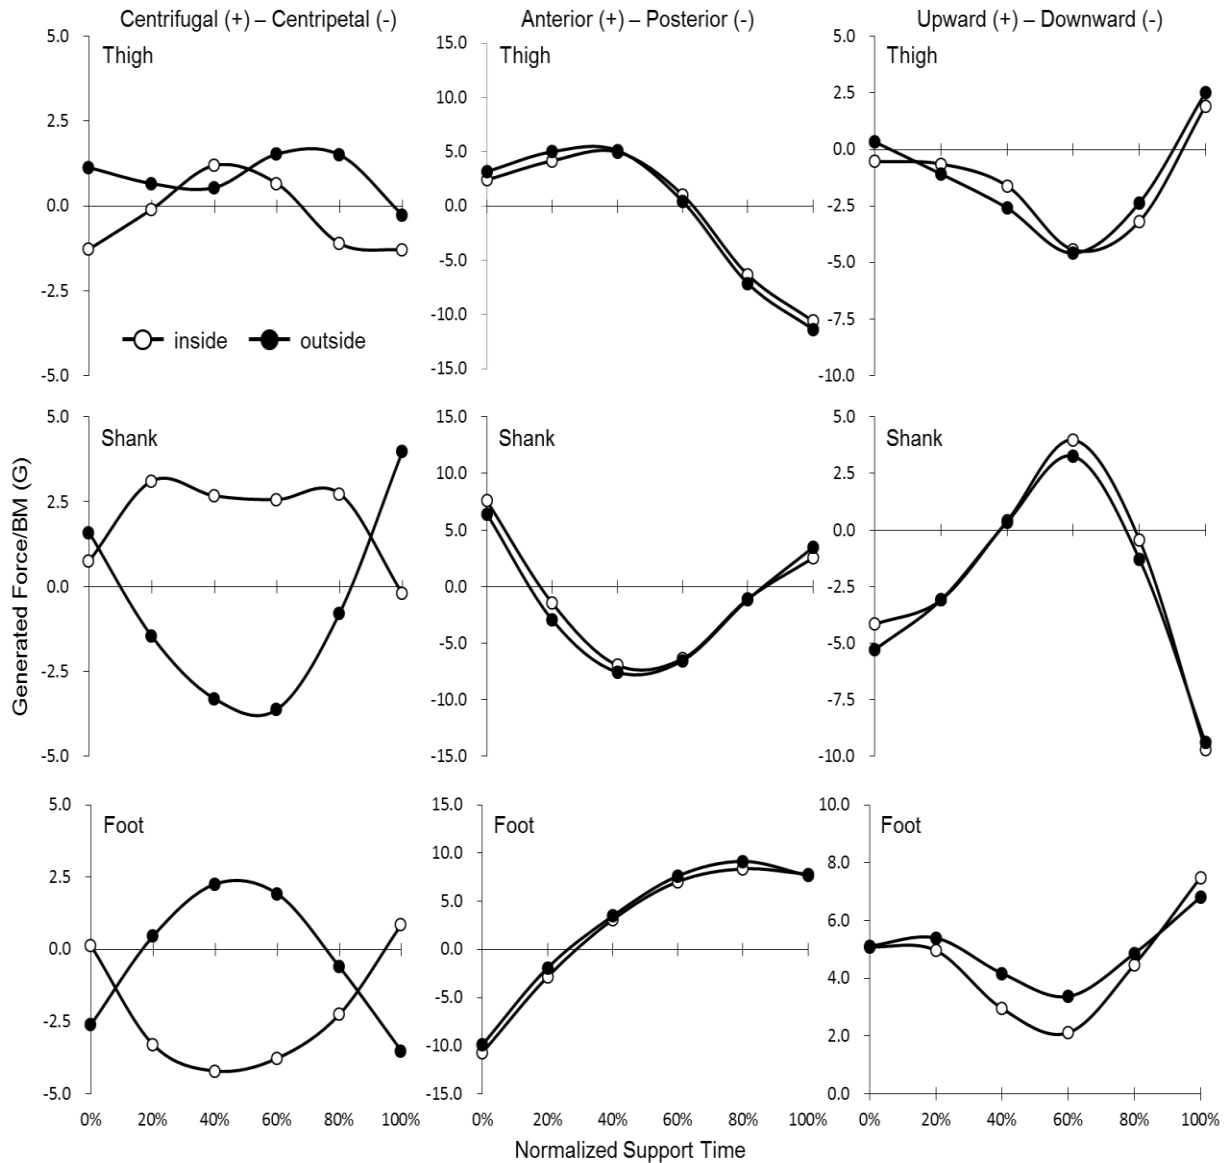 Centrifugal (+) – Centripetal (-)
Anterior (+) – Posterior (-)
Upward (+) – Downward (-)
5.0
2.5
0.0
-2.5
-5.0
Thigh
inside
outside
15.0
10.0
5.0
0.0
-5.0
-10.0
-15.0
Thigh
5.0
2.5
0.0
-2.5
-5.0
-7.5
-10.0
Thigh
Generated Force/BM (G)
5.0
2.5
0.0
-2.5
-5.0
Shank
15.0
10.0
5.0
0.0
-5.0
-10.0
-15.0
Shank
5.0
2.5
0.0
-2.5
-5.0
-7.5
-10.0
Shank
5.0
2.5
0.0
-2.5
-5.0
Foot
0% 20% 40% 60% 80% 100%
15.0
10.0
5.0
0.0
-5.0
-10.0
-15.0
Foot
0% 20% 40% 60% 80% 100%
10.0
8.0
6.0
4.0
2.0
0.0
Foot
0% 20% 40% 60% 80% 100%
Normalized Support Time